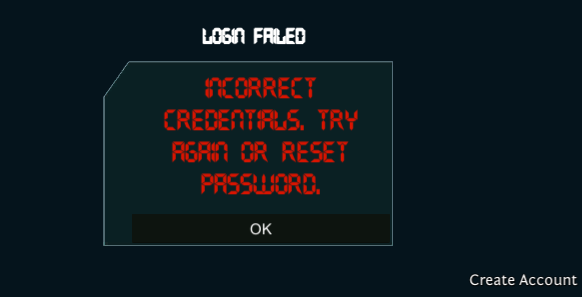 LOGIN FAILED
INCORRECT
CREDENTIALS. TRY
AGAIN OR RESET
PASSWORD.
OK
Create Account